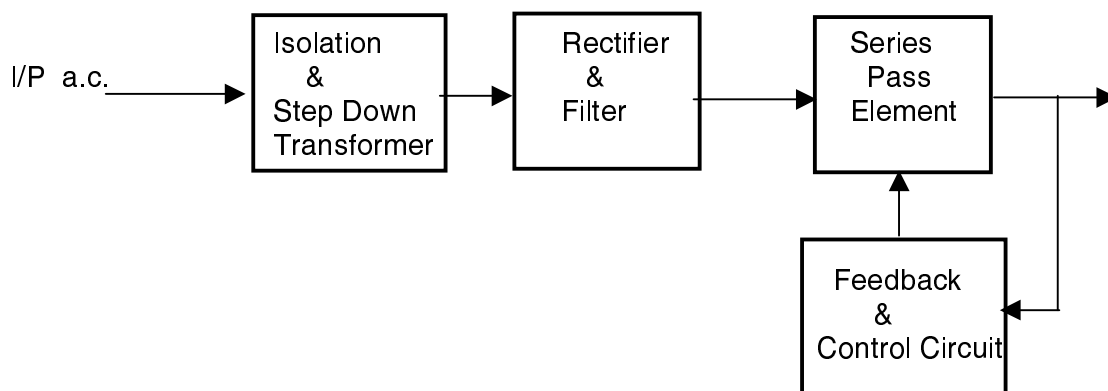 I/P a.c.
Isolation
&
Step Down
Transformer
Rectifier
&
Filter
Series
Pass
Element
Feedback
&
Control Circuit